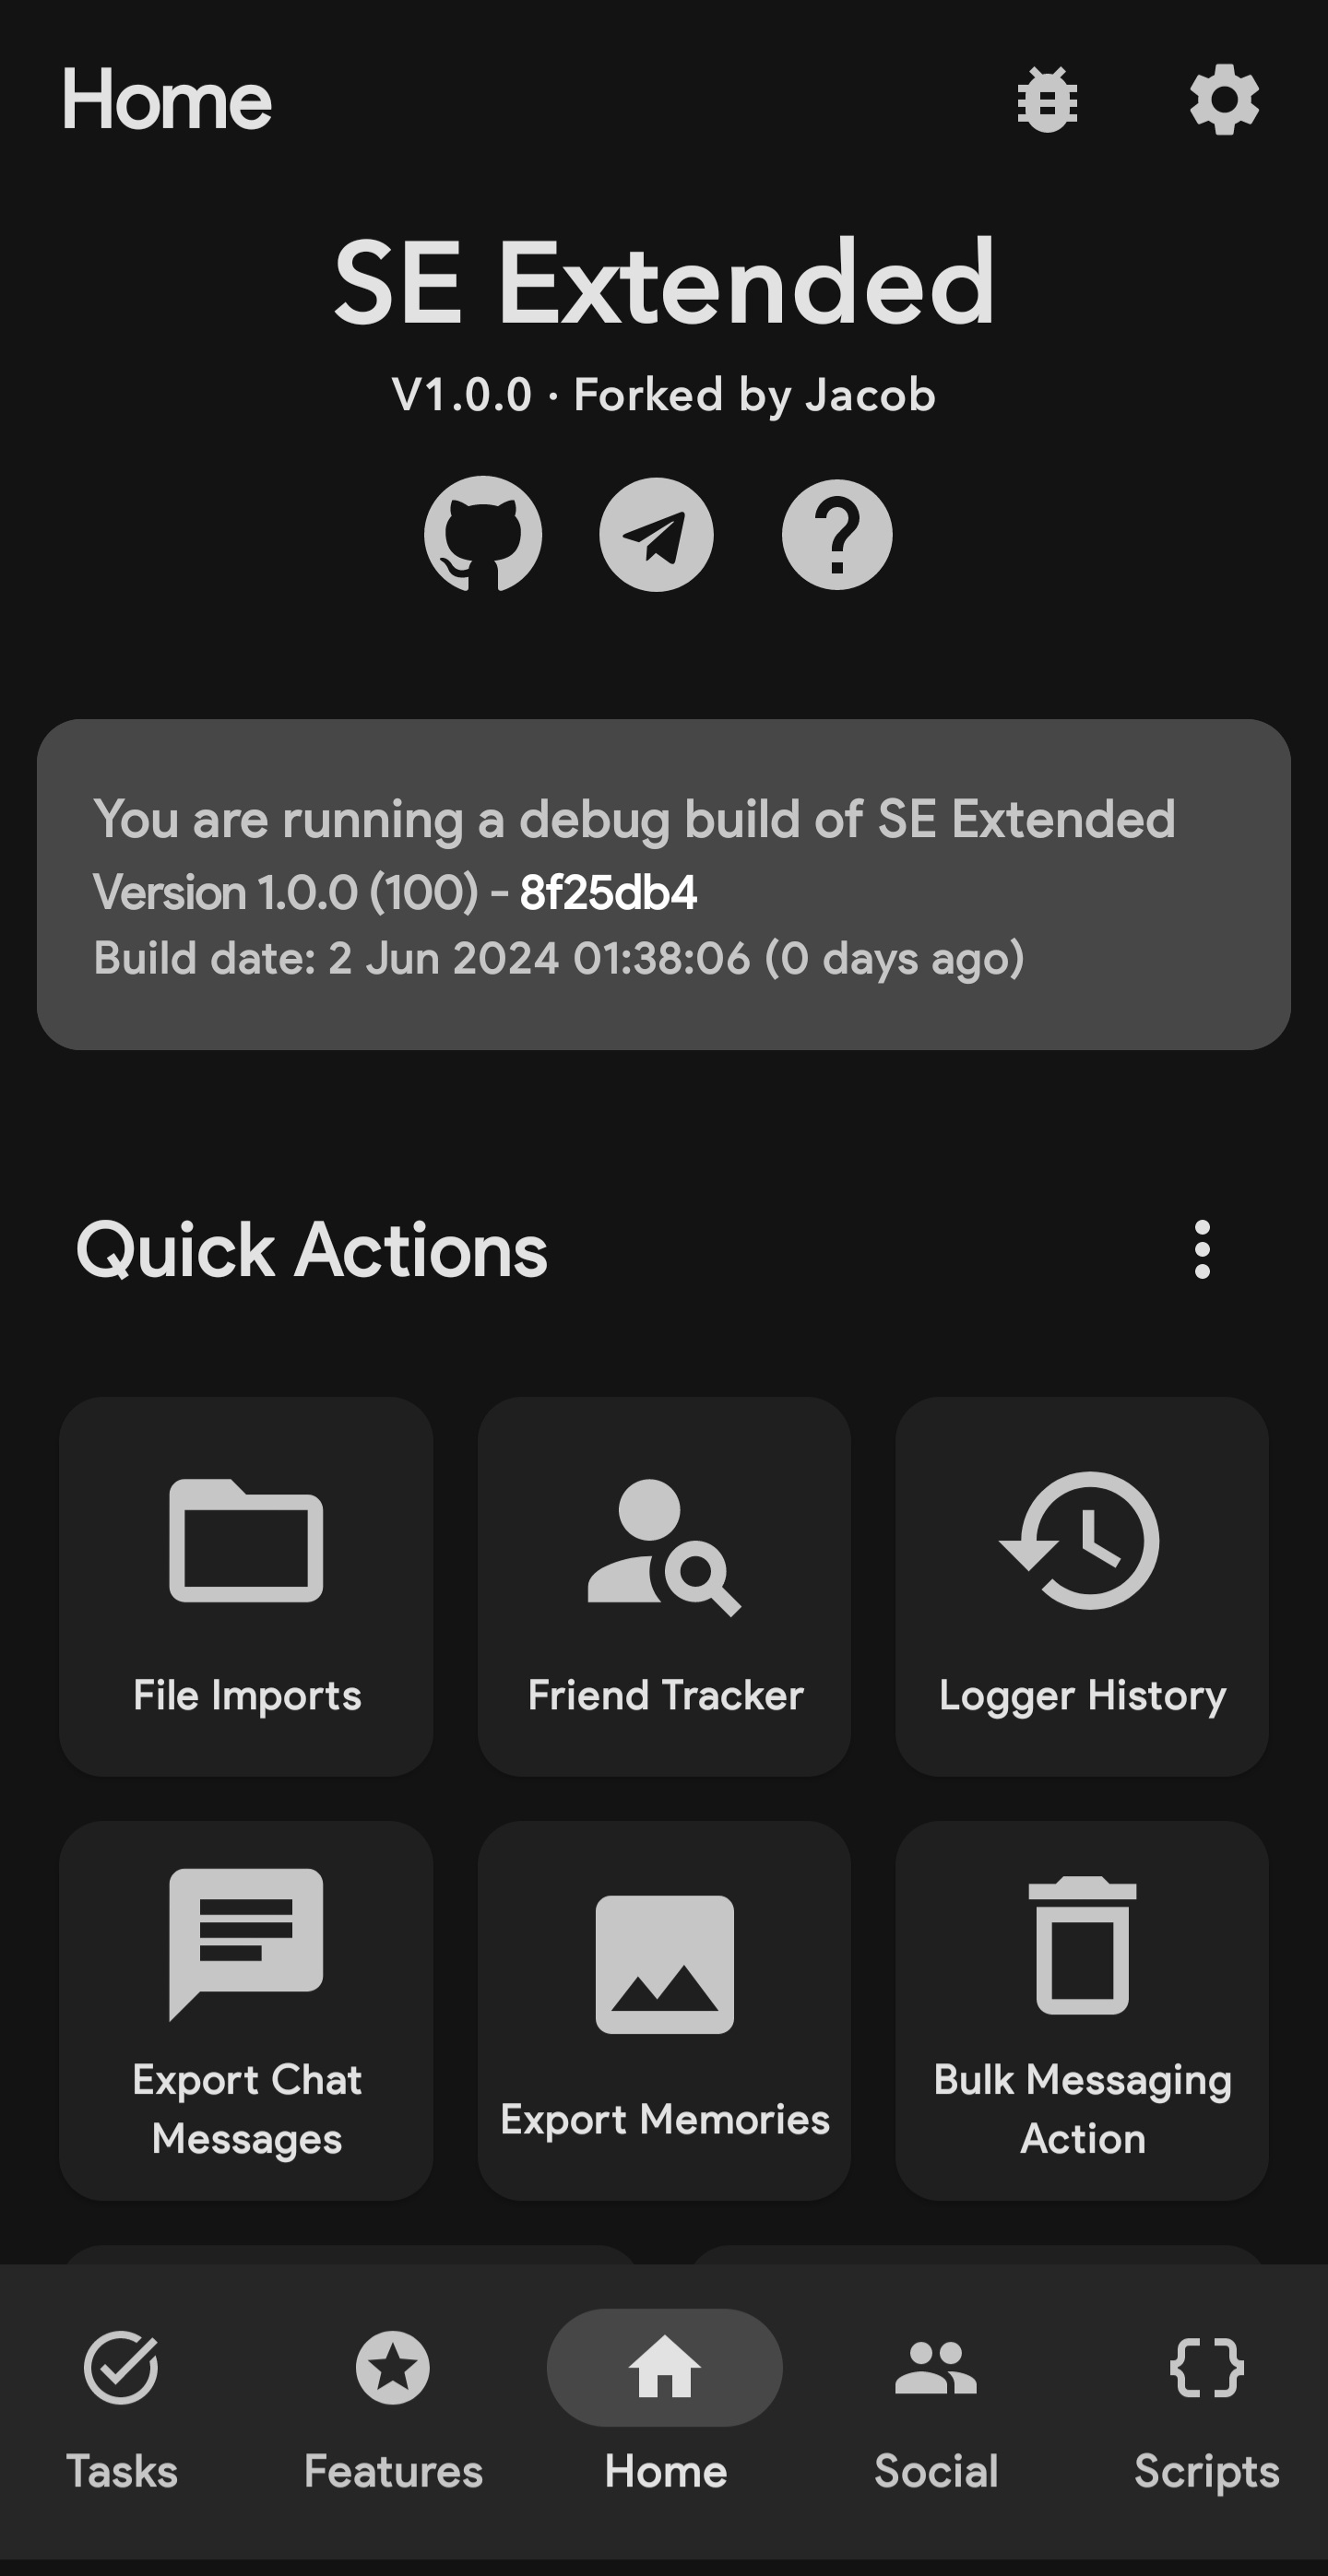 Home
SE Extended
V1.0.0 · Forked by Jacob
You are running a debug build of SE Extended
Version 1.0.0 (100) - 8f25db4
Build date: 2 Jun 2024 01:38:06 (0 days ago)
Quick Actions
File Imports
Friend Tracker
Logger History
Export Chat
Messages
Export Memories
Bulk Messaging
Action
Tasks
Features
Home
Social
Scripts